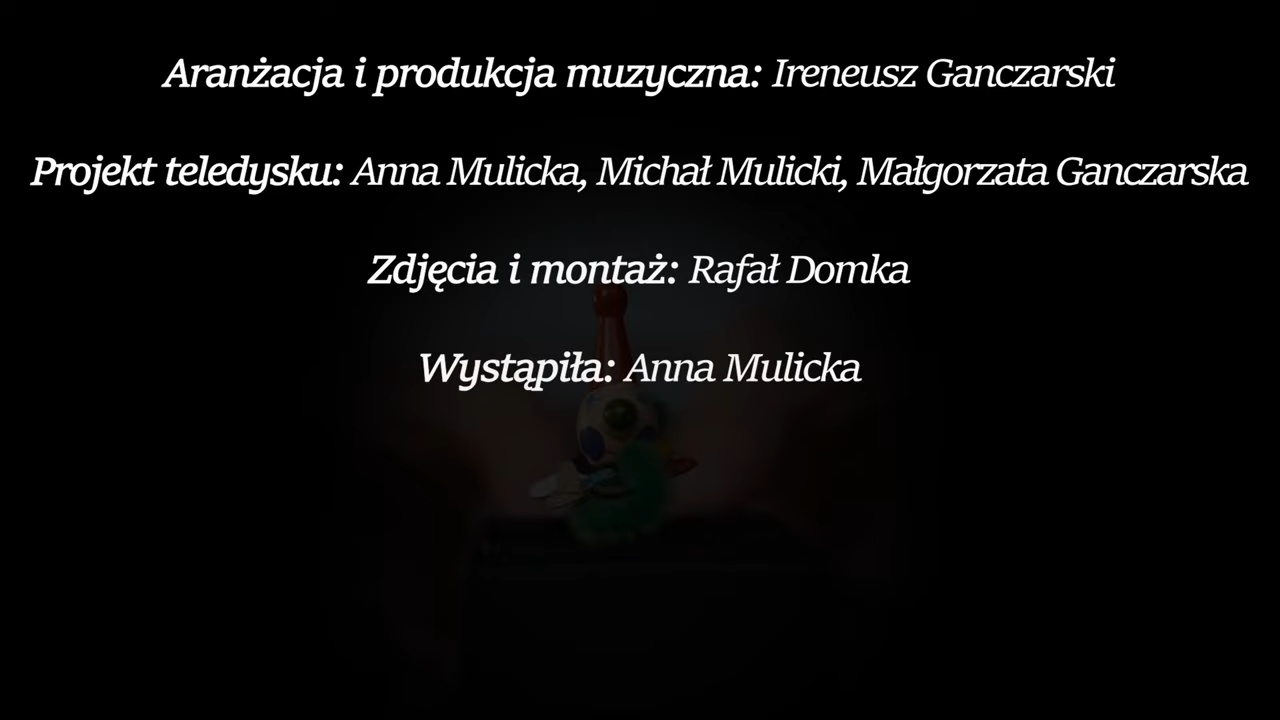 Aranżacja i produkcja muzyczna: Ireneusz Ganczarski
Projekt teledysku: Anna Mulicka, Michał Mulicki, Małgorzata Ganczarska
Zdjęcia i montaż: Rafał Domka
Wystąpiła: Anna Mulicka